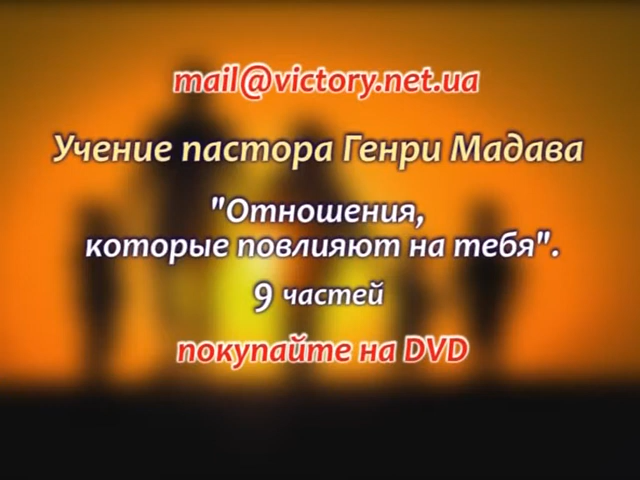 mail@victory.net.ua
Учение пастора Генри Мадава
"Отношения,
которые повлияют на тебя".
9 частей
покупайте на DVD